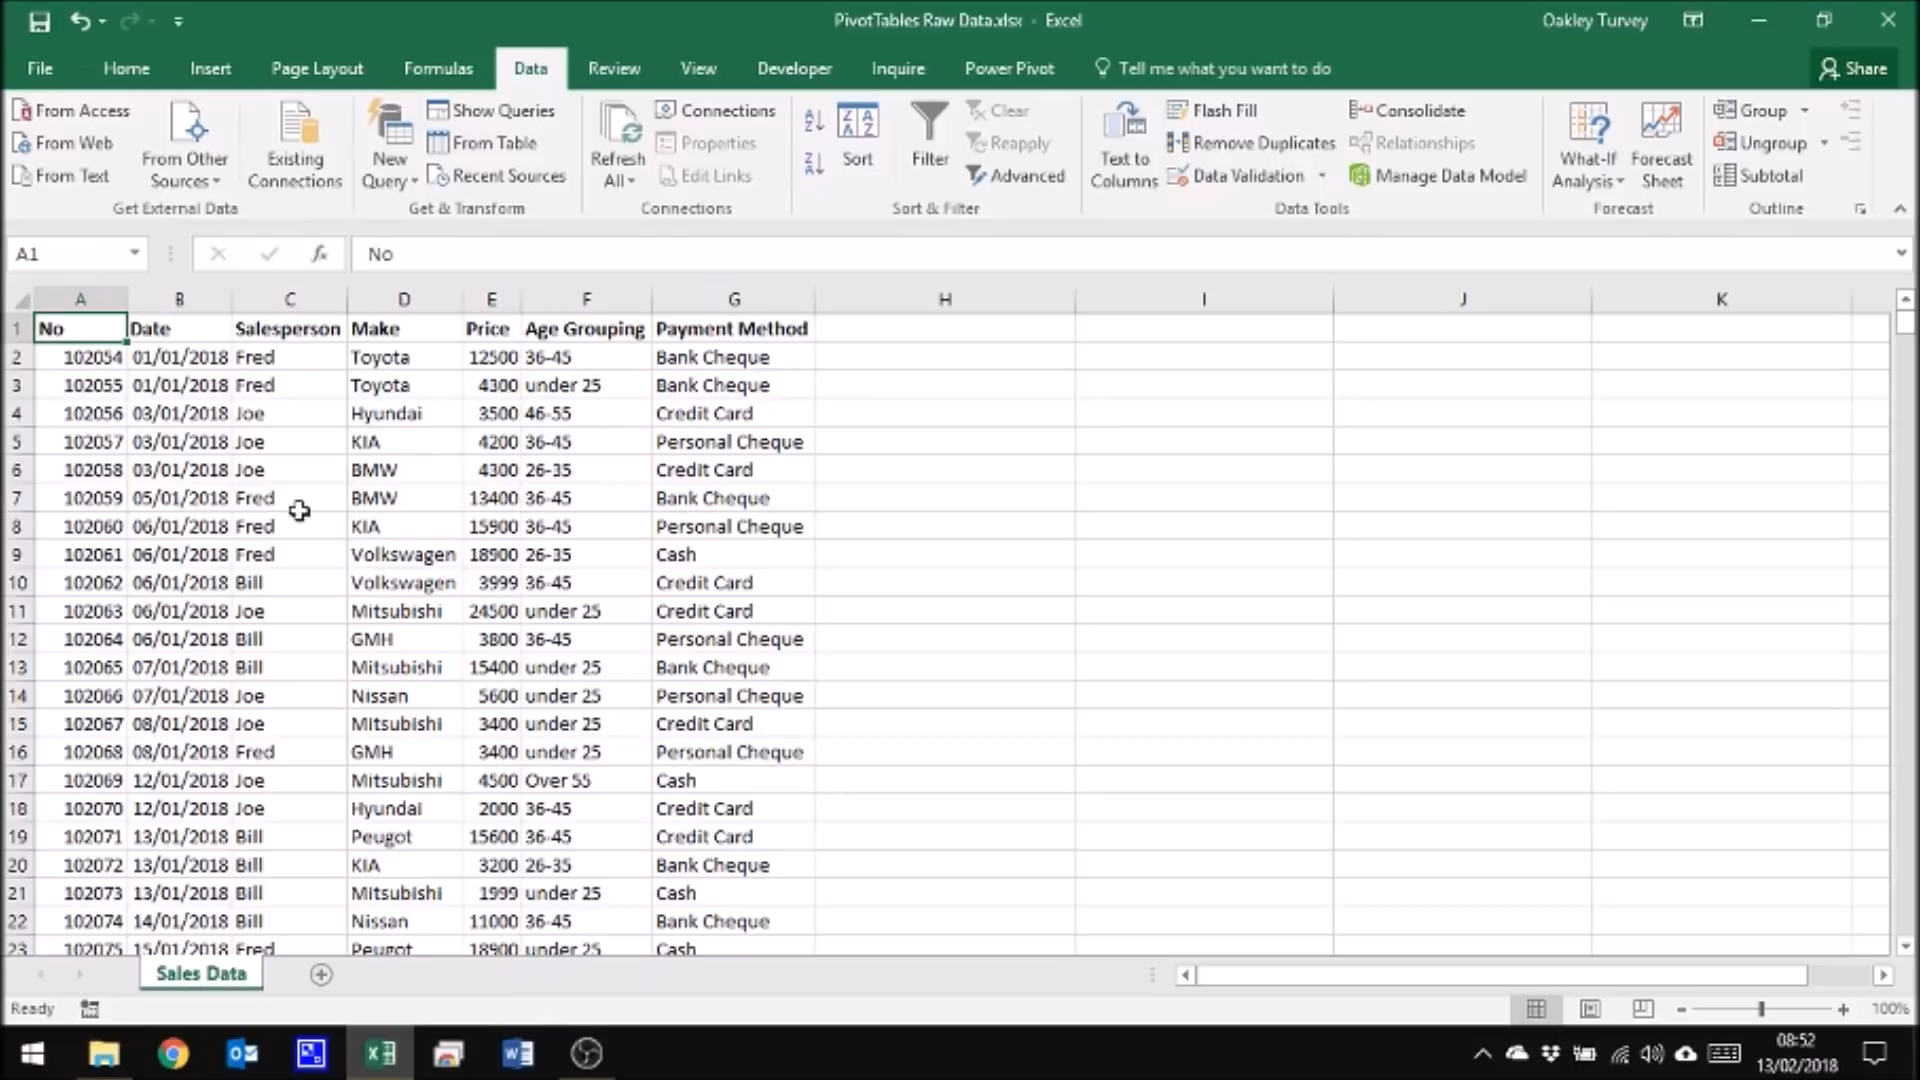 PivotTables Raw Data.xlsx - Excel
Oakley Turvey
File Home Insert Page Layout Formulas Data Review View Developer Inquire Power Pivot Tell me what you want to do Share
From Access
From Web
From Text
From Other Sources
Existing Connections
Get External Data
New Query
Show Queries
From Table
Recent Sources
Get & Transform
Refresh All
Connections
Properties
Edit Links
Connections
Sort
Filter
Clear
Reapply
Advanced
Sort & Filter
Text to Columns
Flash Fill
Remove Duplicates
Data Validation
Consolidate
Relationships
Manage Data Model
Data Tools
What-If Analysis
Forecast Sheet
Forecast
Group
Ungroup
Subtotal
Outline
A1 fx No
A B C D E F G H I J K
1 No Date Salesperson Make Price Age Grouping Payment Method
2 102054 01/01/2018 Fred Toyota 12500 36-45 Bank Cheque
3 102055 01/01/2018 Fred Toyota 4300 under 25 Bank Cheque
4 102056 03/01/2018 Joe Hyundai 3500 46-55 Credit Card
5 102057 03/01/2018 Joe KIA 4200 36-45 Personal Cheque
6 102058 03/01/2018 Joe BMW 4300 26-35 Credit Card
7 102059 05/01/2018 Fred BMW 13400 36-45 Bank Cheque
8 102060 06/01/2018 Fred KIA 15900 36-45 Personal Cheque
9 102061 06/01/2018 Fred Volkswagen 18900 26-35 Cash
10 102062 06/01/2018 Bill Volkswagen 3999 36-45 Credit Card
11 102063 06/01/2018 Joe Mitsubishi 24500 under 25 Credit Card
12 102064 06/01/2018 Bill GMH 3800 36-45 Personal Cheque
13 102065 07/01/2018 Bill Mitsubishi 15400 under 25 Bank Cheque
14 102066 07/01/2018 Joe Nissan 5600 under 25 Personal Cheque
15 102067 08/01/2018 Joe Mitsubishi 3400 under 25 Credit Card
16 102068 08/01/2018 Fred GMH 3400 under 25 Personal Cheque
17 102069 12/01/2018 Joe Mitsubishi 4500 Over 55 Cash
18 102070 12/01/2018 Joe Hyundai 2000 36-45 Credit Card
19 102071 13/01/2018 Bill Peugot 15600 36-45 Credit Card
20 102072 13/01/2018 Bill KIA 3200 26-35 Bank Cheque
21 102073 13/01/2018 Bill Mitsubishi 1999 under 25 Cash
22 102074 14/01/2018 Bill Nissan 11000 36-45 Bank Cheque
23 102075 15/01/2018 Fred Peugot 18900 under 25 Cash
Sales Data
Ready
100%
08:52
13/02/2018